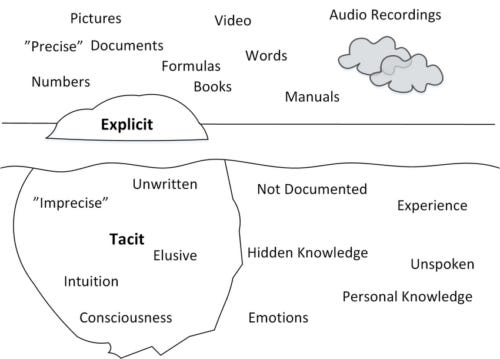 Pictures
Video
Audio Recordings
”Precise” Documents
Words
Formulas
Numbers
Books
Manuals
Explicit
Unwritten
Not Documented
”Imprecise”
Experience
Tacit
Elusive
Hidden Knowledge
Unspoken
Intuition
Personal Knowledge
Consciousness
Emotions